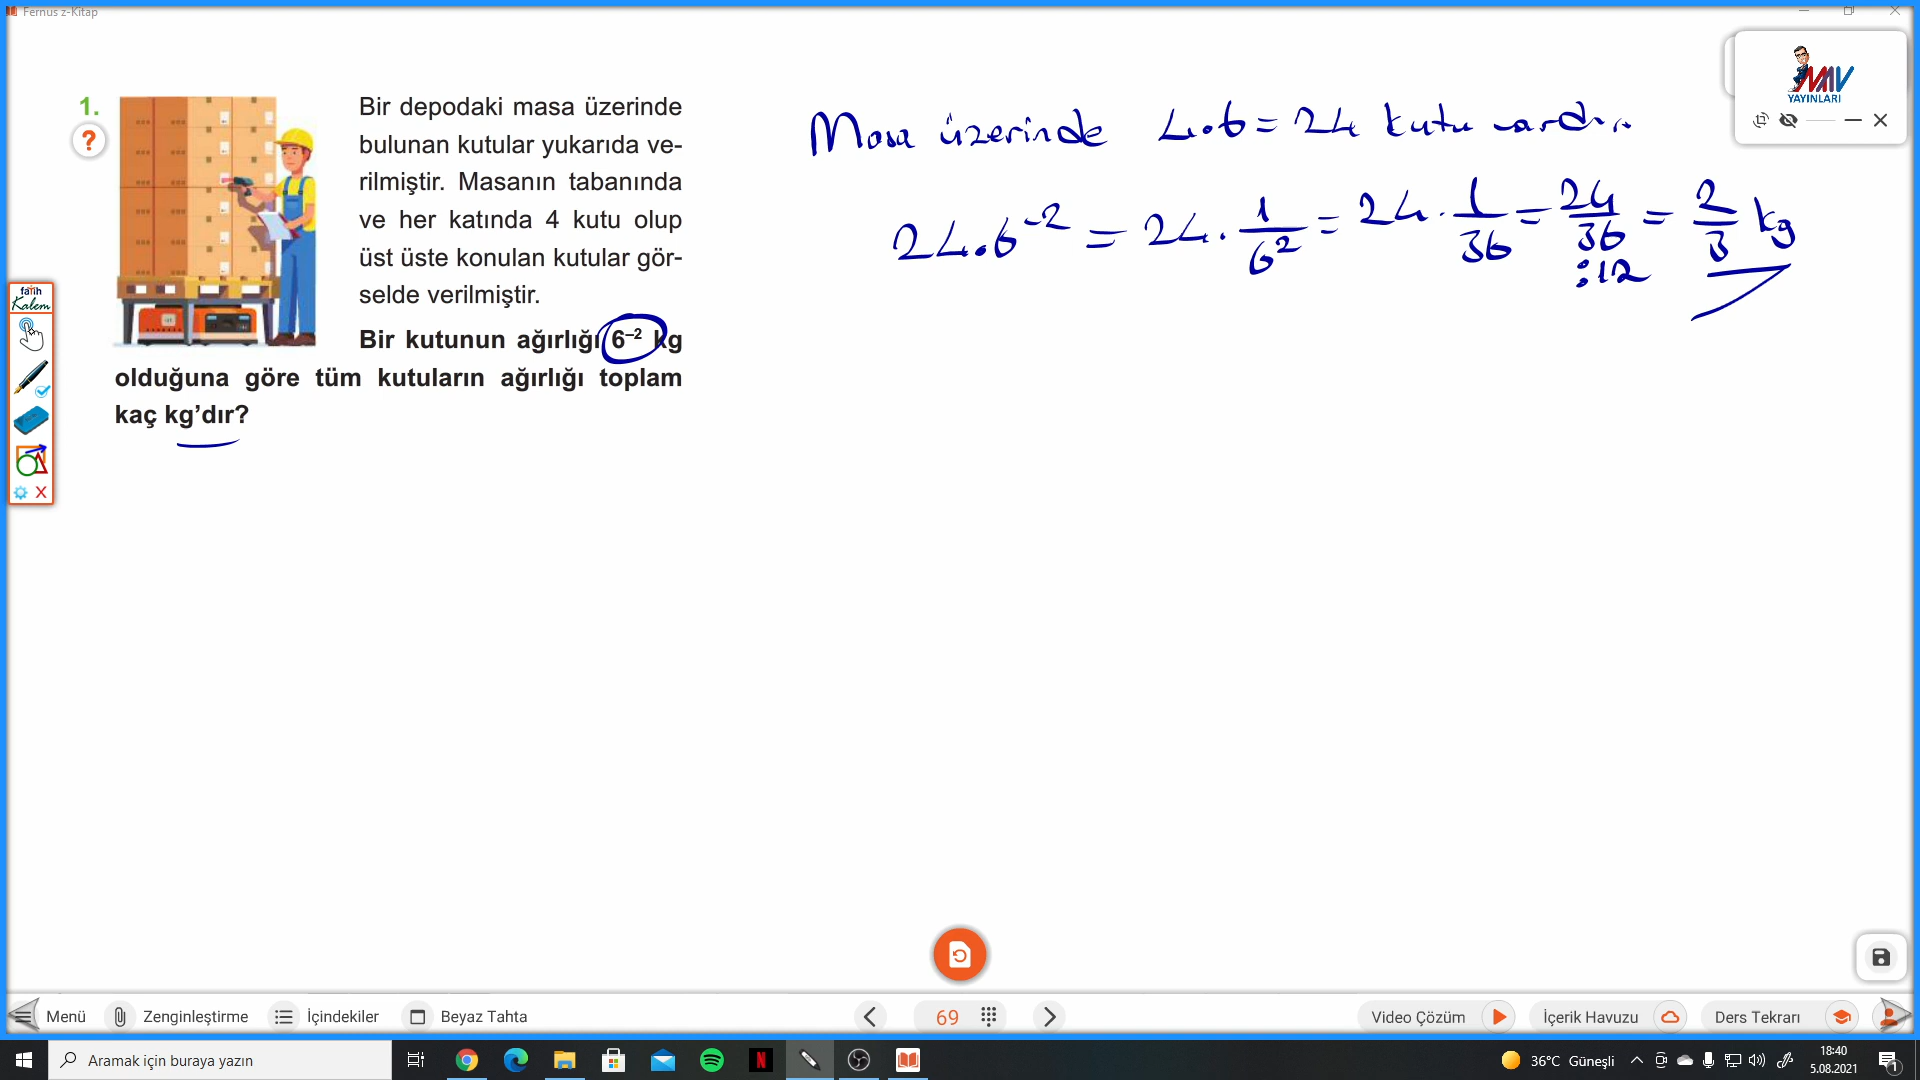 Fernus z-Kitap
MAV
YAYINLARI
1.
?
Bir depodaki masa üzerinde
bulunan kutular yukarıda ve-
rilmiştir. Masanın tabanında
ve her katında 4 kutu olup
üst üste konulan kutular gör-
selde verilmiştir.
Bir kutunun ağırlığı 6⁻² kg
olduğuna göre tüm kutuların ağırlığı toplam
kaç kg'dır?
Masa üzerinde 4.6=24 kutu vardır.
24.6⁻² = 24.1/6² = 24.1/36 = 24/36 = 2/3 kg
:12
fatih
Kalem
Menü Zenginleştirme İçindekiler Beyaz Tahta 69 Video Çözüm İçerik Havuzu Ders Tekrarı
Aramak için buraya yazın 36°C Güneşli 18:40
5.08.2021 1